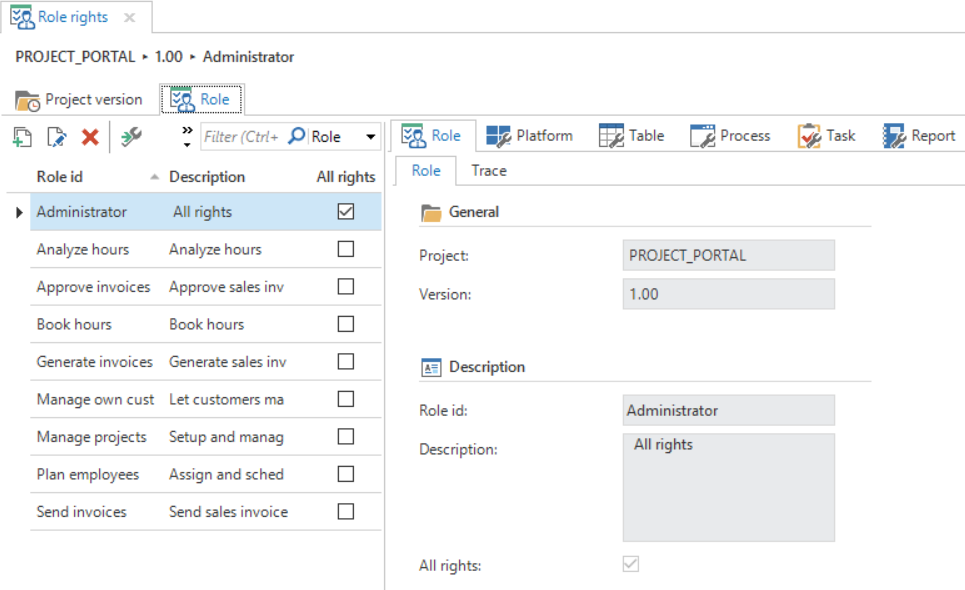 Role rights
PROJECT_PORTAL ▸ 1.00 ▸ Administrator
Project version Role
Filter (Ctrl+ Role
Role id Description All rights
Administrator All rights
Analyze hours Analyze hours
Approve invoices Approve sales inv
Book hours Book hours
Generate invoices Generate sales inv
Manage own cust Let customers ma
Manage projects Setup and manag
Plan employees Assign and sched
Send invoices Send sales invoice
Role Platform Table Process Task Report
Role Trace
General
Project: PROJECT_PORTAL
Version: 1.00
Description
Role id: Administrator
Description: All rights
All rights: